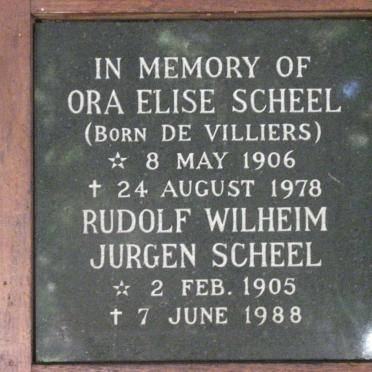 IN MEMORY OF
ORA ELISE SCHEEL
(BORN DE VILLIERS)
☆ 8 MAY 1906
† 24 AUGUST 1978
RUDOLF WILHEIM
JURGEN SCHEEL
☆ 2 FEB. 1905
† 7 JUNE 1988